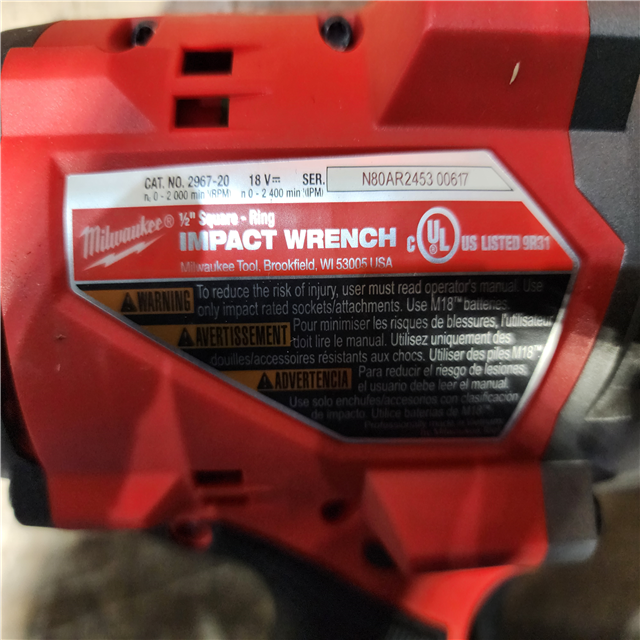 CAT. NO. 2967-20 18 V⎓ SER. N80AR2453 00617
n₀ 0 - 2 000 min⁻¹(RPM) n 0 - 2 400 min⁻¹(IPM)
Milwaukee® ½" Square - Ring
IMPACT WRENCH C UL US LISTED 9R31
Milwaukee Tool, Brookfield, WI 53005 USA
WARNING To reduce the risk of injury, user must read operator's manual. Use
only impact rated sockets/attachments. Use M18™ batteries.
AVERTISSEMENT Pour minimiser les risques de blessures, l'utilisateur
doit lire le manual. Utilisez uniquement des
douilles/accessoires résistants aux chocs. Utiliser des piles M18™.
ADVERTENCIA Para reducir el riesgo de lesiones,
el usuario debe leer el manual.
Use solo enchufes/accesorios con clasificación
de impacto. Utilice baterías de M18™.